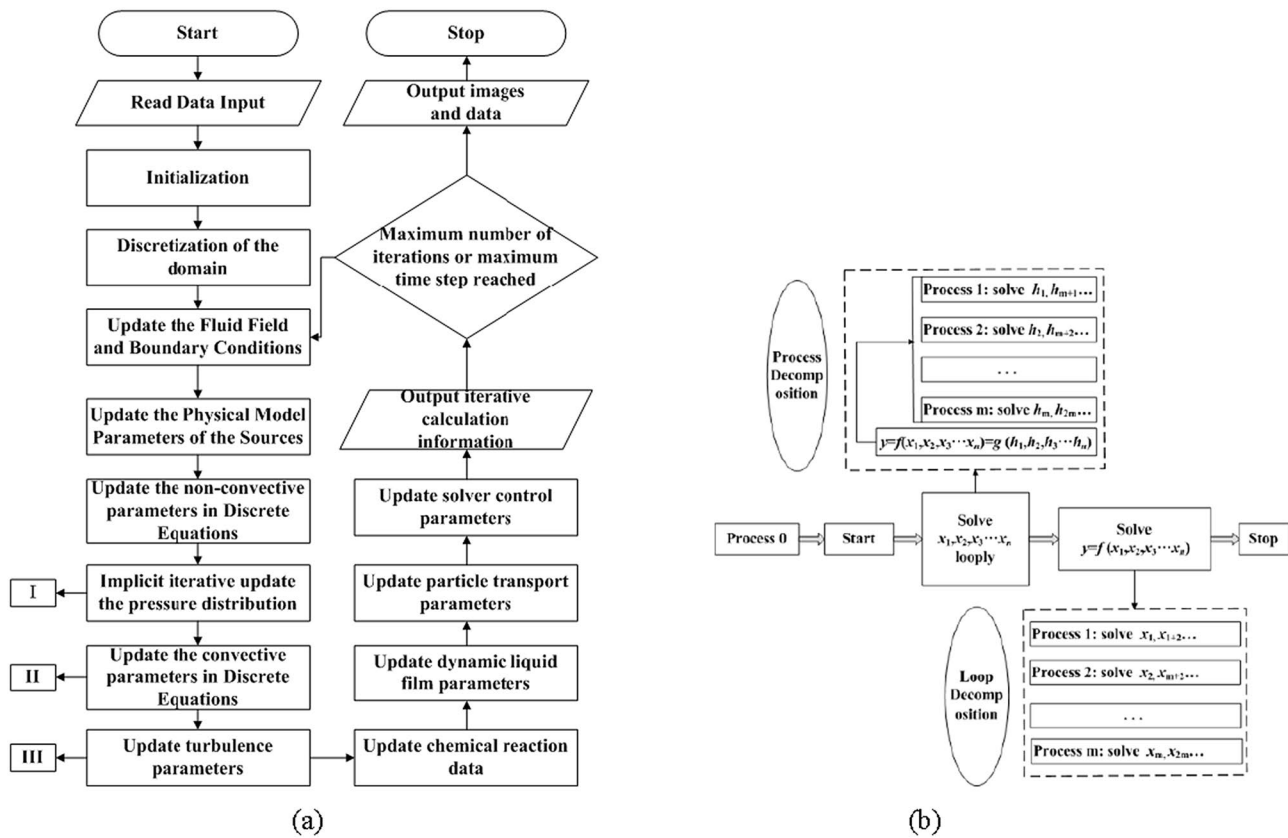 Start
Read Data Input
Initialization
Discretization of the
domain
Update the Fluid Field
and Boundary Conditions
Update the Physical Model
Parameters of the Sources
Update the non-convective
parameters in Discrete
Equations
I
Implicit iterative update
the pressure distribution
II
Update the convective
parameters in Discrete
Equations
III
Update turbulence
parameters
Stop
Output images
and data
Maximum number of
iterations or maximum
time step reached
Output iterative
calculation
information
Update solver control
parameters
Update particle transport
parameters
Update dynamic liquid
film parameters
Update chemical reaction
data
(a)
Process
Decomp
osition
Process 1: solve h₁, hₘ₊₁…
Process 2: solve h₂, hₘ₊₂…
...
Process m: solve hₘ, h₂ₘ…
y=f(x₁,x₂,x₃…xₙ)=g (h₁,h₂,h₃…hₙ)
Process 0
Start
Solve
x₁,x₂,x₃…xₙ
looply
Solve
y=f (x₁,x₂,x₃…xₙ)
Stop
Loop
Decomp
osition
Process 1: solve x₁, x₁₊₂…
Process 2: solve x₂, xₘ₊₂…
...
Process m: solve xₘ, x₂ₘ…
(b)